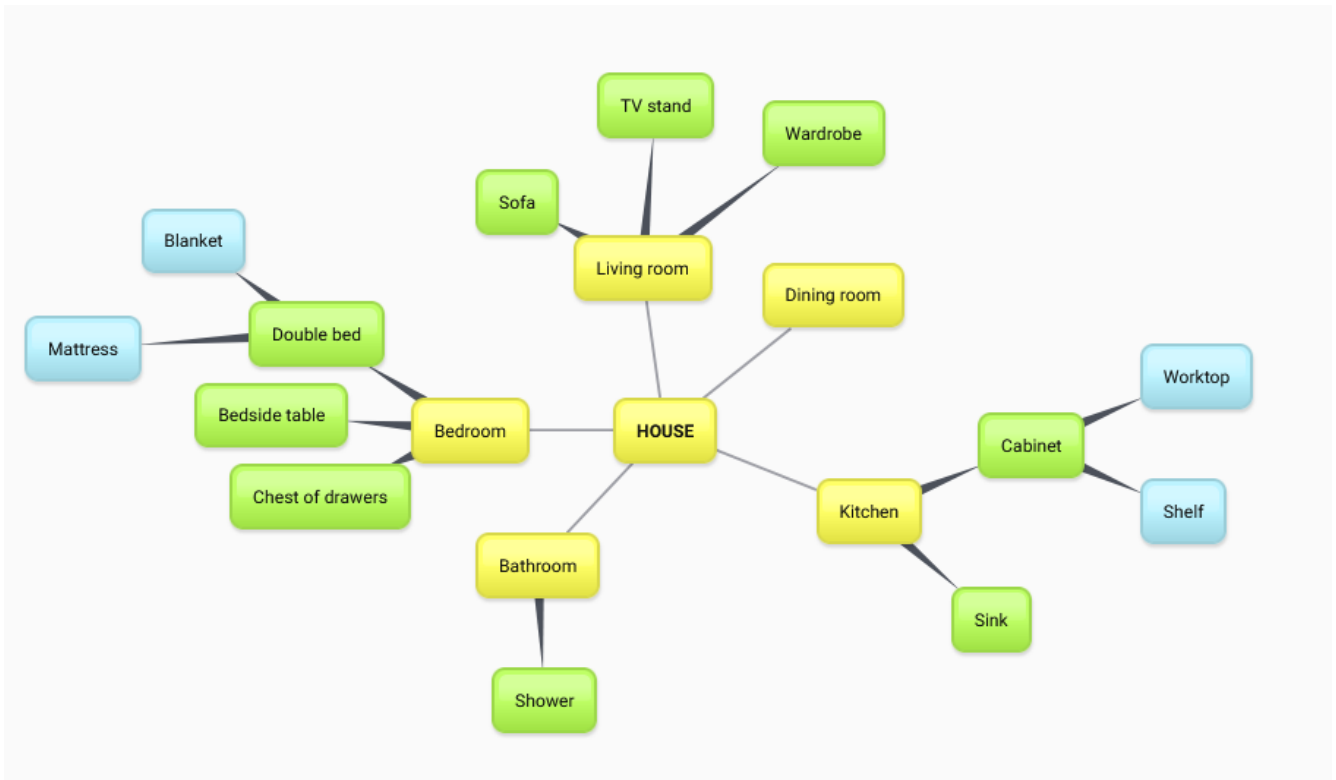 TV stand
Wardrobe
Sofa
Blanket
Living room
Dining room
Double bed
Mattress
Worktop
Bedside table
Bedroom
HOUSE
Cabinet
Chest of drawers
Kitchen
Shelf
Bathroom
Sink
Shower